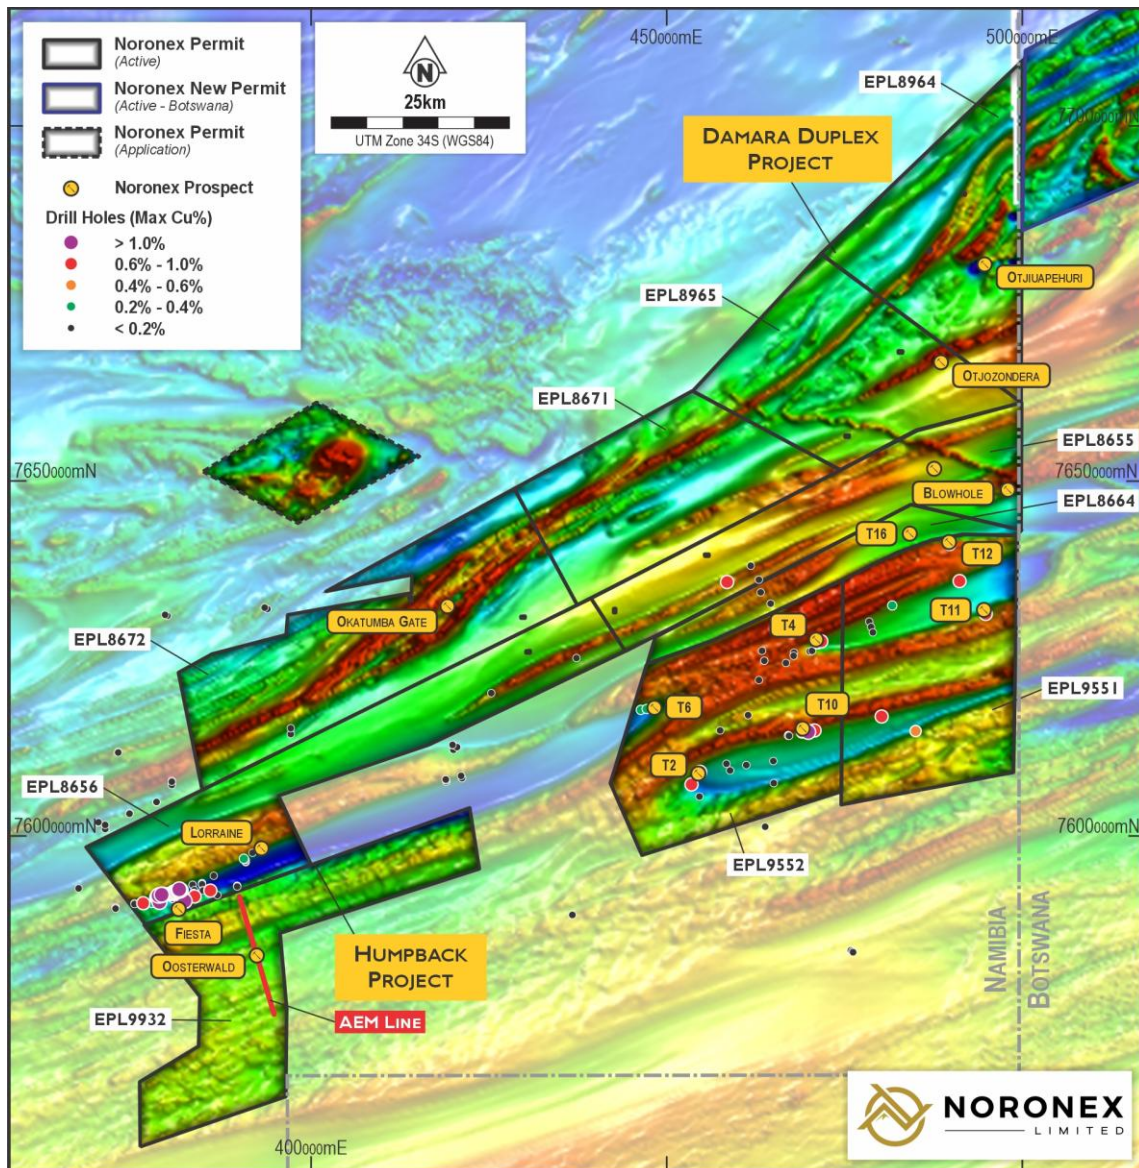 Noronex Permit
(Active)
Noronex New Permit
(Active - Botswana)
Noronex Permit
(Application)
Noronex Prospect
Drill Holes (Max Cu%)
> 1.0%
0.6% - 1.0%
0.4% - 0.6%
0.2% - 0.4%
< 0.2%
N
25km
UTM Zone 34S (WGS84)
450000mE
500000mE
EPL8964
7700000mN
DAMARA DUPLEX
PROJECT
OTJIUAPEHURI
EPL8965
OTJOZONDERA
EPL8671
EPL8655
7650000mN
7650000mN
BLOWHOLE
EPL8664
T16
T12
OKATUMBA GATE
T11
T4
EPL8672
EPL9551
T6
T10
T2
EPL8656
LORRAINE
7600000mN
7600000mN
EPL9552
FIESTA
OOSTERWALD
HUMPBACK
PROJECT
NAMIBIA
BOTSWANA
EPL9932
AEM LINE
400000mE
NORONEX
LIMITED